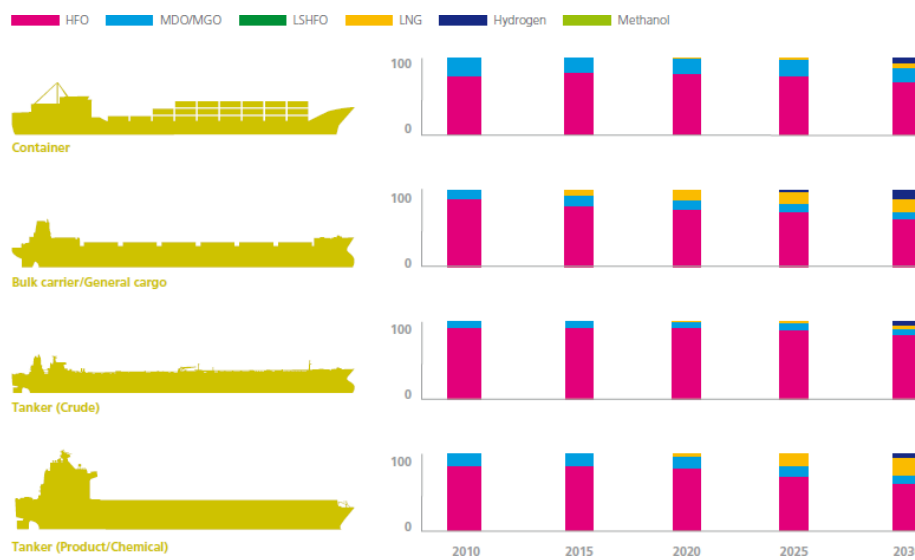 HFO MDO/MGO LSHFO LNG Hydrogen Methanol
100
0
Container
100
0
Bulk carrier/General cargo
100
0
Tanker (Crude)
100
0
Tanker (Product/Chemical)
2010 2015 2020 2025